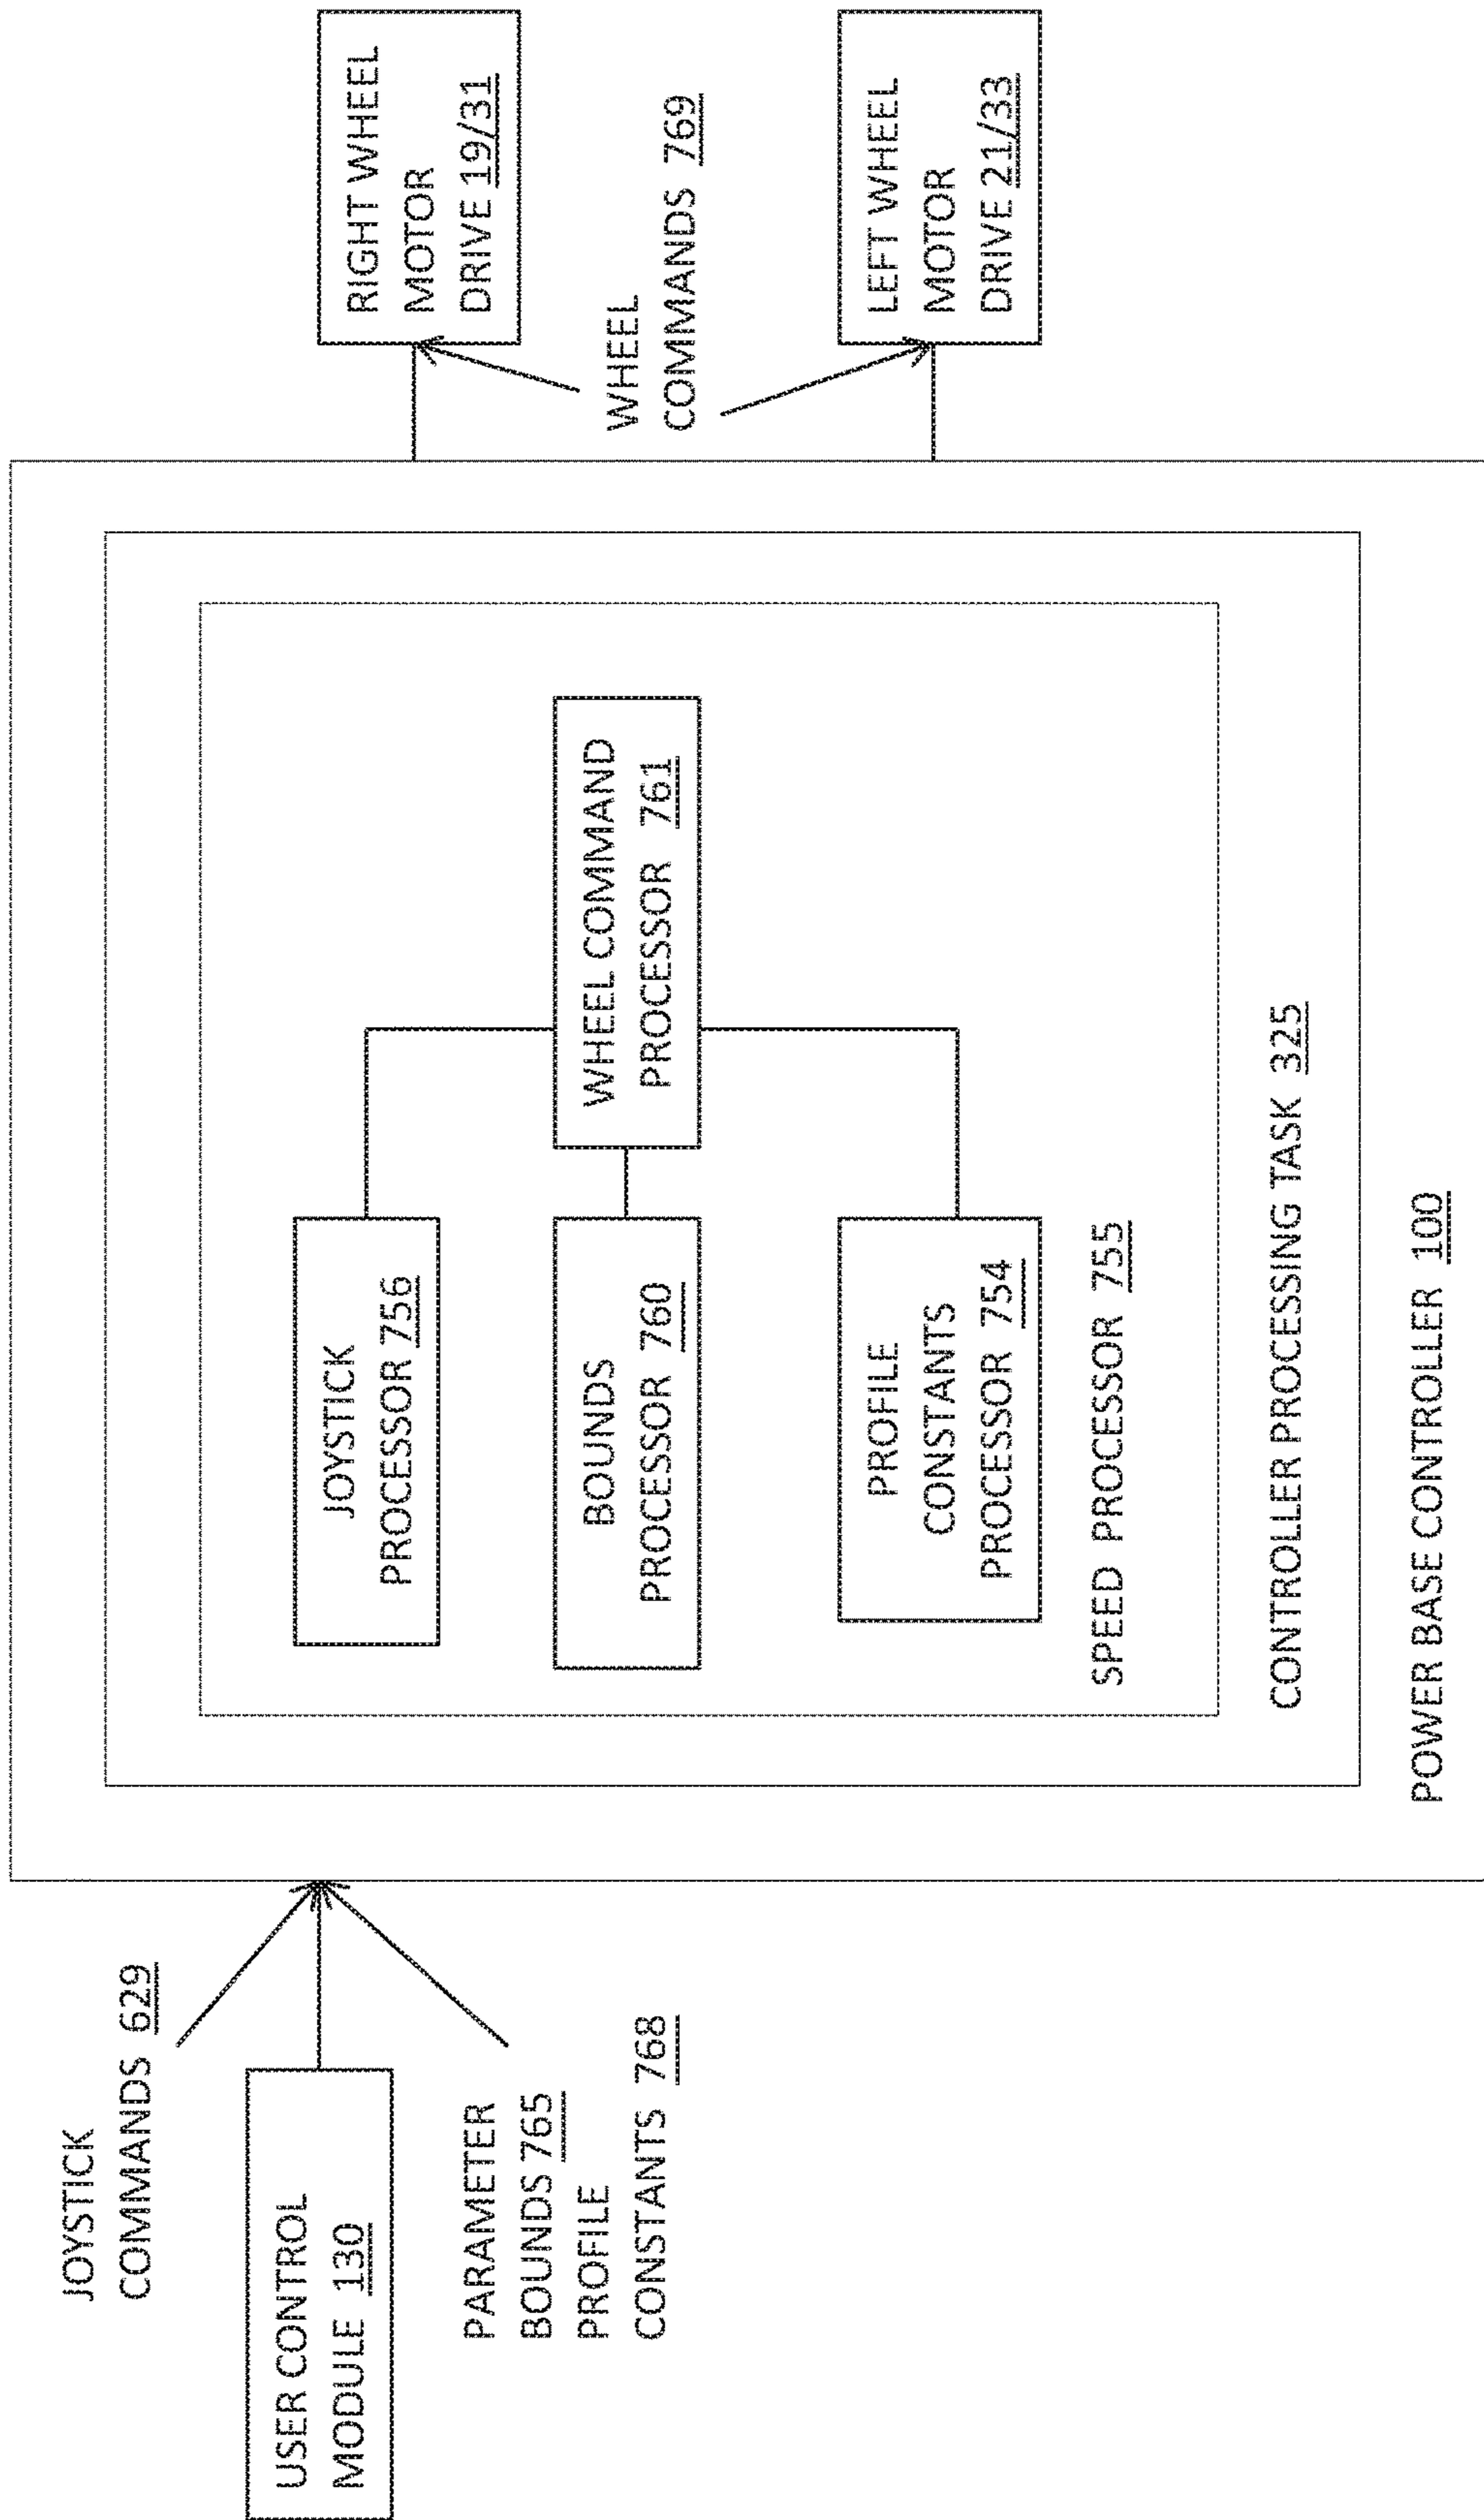 JOYSTICK
COMMANDS 629
USER CONTROL
MODULE 130
PARAMETER
BOUNDS 765
PROFILE
CONSTANTS 768
JOYSTICK
PROCESSOR 756
BOUNDS
PROCESSOR 760
PROFILE
CONSTANTS
PROCESSOR 754
WHEEL COMMAND
PROCESSOR 761
SPEED PROCESSOR 755
CONTROLLER PROCESSING TASK 325
POWER BASE CONTROLLER 100
RIGHT WHEEL
MOTOR
DRIVE 19/31
WHEEL
COMMANDS 769
LEFT WHEEL
MOTOR
DRIVE 21/33